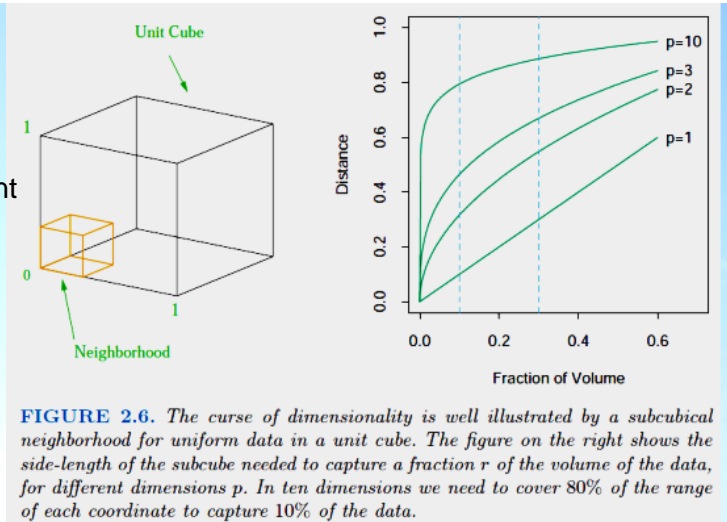 Unit Cube
1
nt
0
1
Neighborhood
1.0
0.8
0.6
0.4
0.2
0.0
Distance
p=10
p=3
p=2
p=1
0.0 0.2 0.4 0.6
Fraction of Volume
FIGURE 2.6. The curse of dimensionality is well illustrated by a subcubical
neighborhood for uniform data in a unit cube. The figure on the right shows the
side-length of the subcube needed to capture a fraction r of the volume of the data,
for different dimensions p. In ten dimensions we need to cover 80% of the range
of each coordinate to capture 10% of the data.